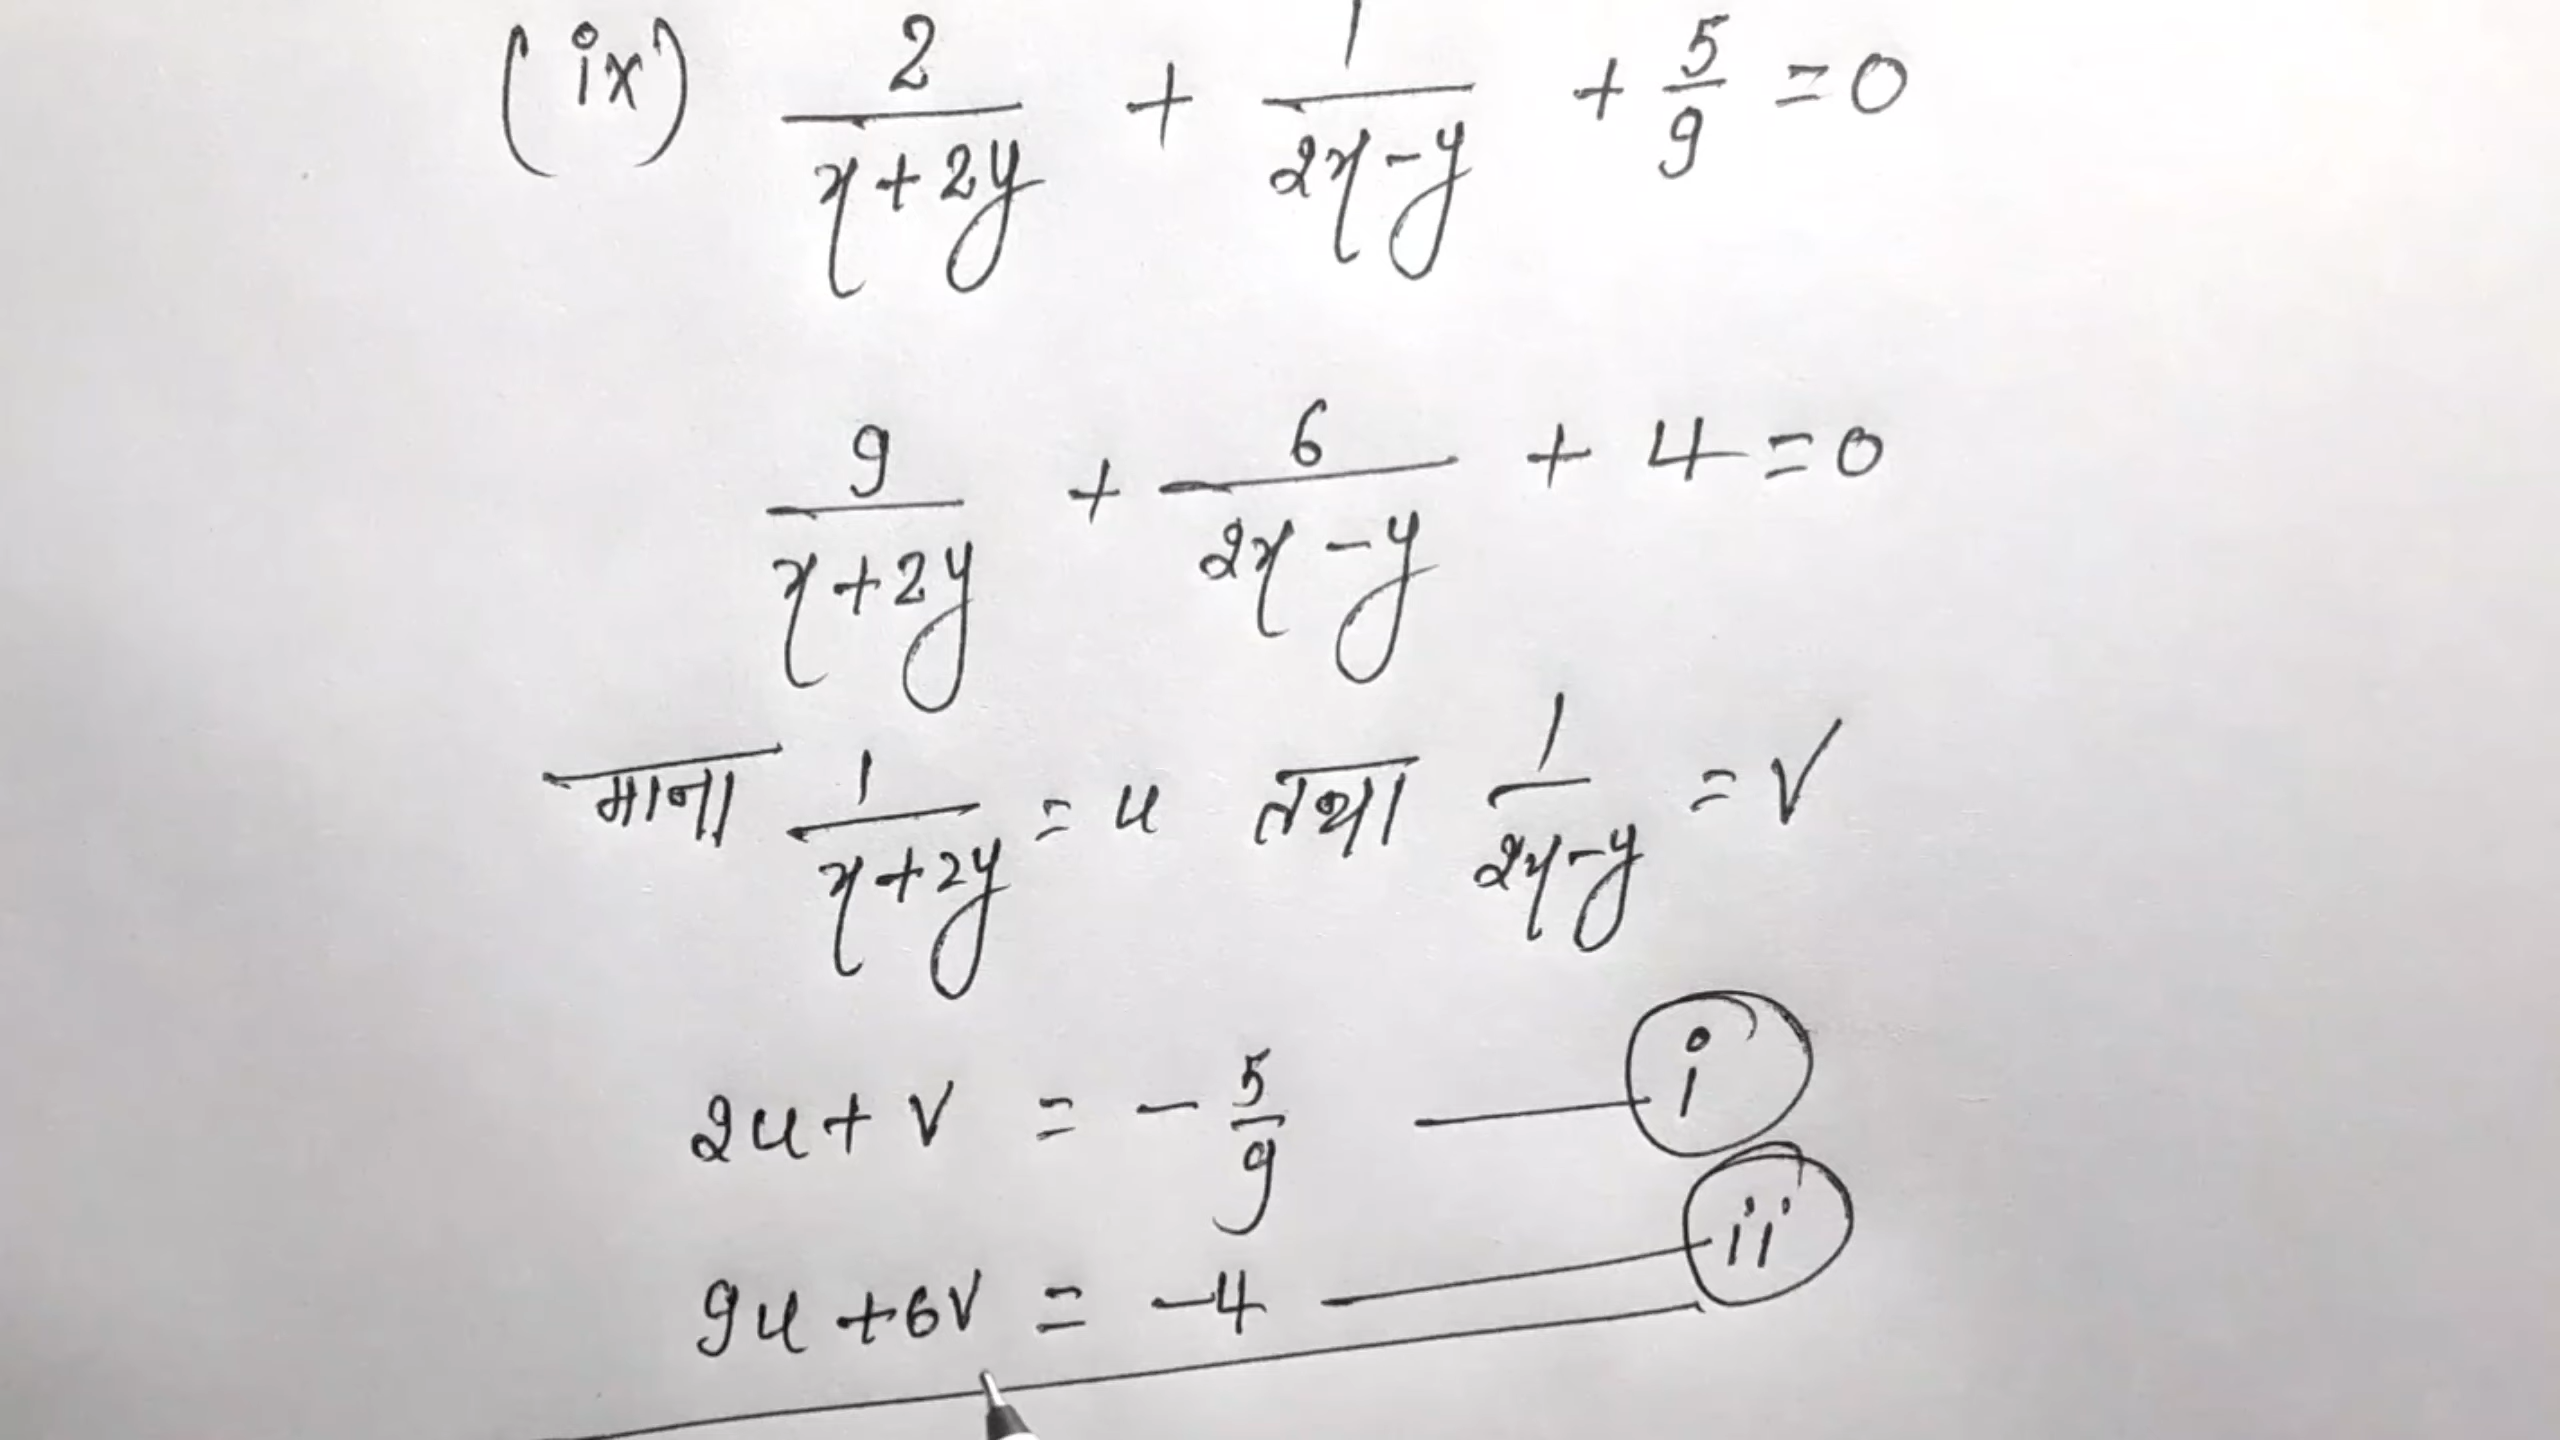 (ix) 2/(x+2y) + 1/(2x-y) + 5/9 = 0
9/(x+2y) + 6/(2x-y) + 4 = 0
माना 1/(x+2y) = u तथा 1/(2x-y) = v
2u + v = - 5/9 — i
9u + 6v = -4 — ii